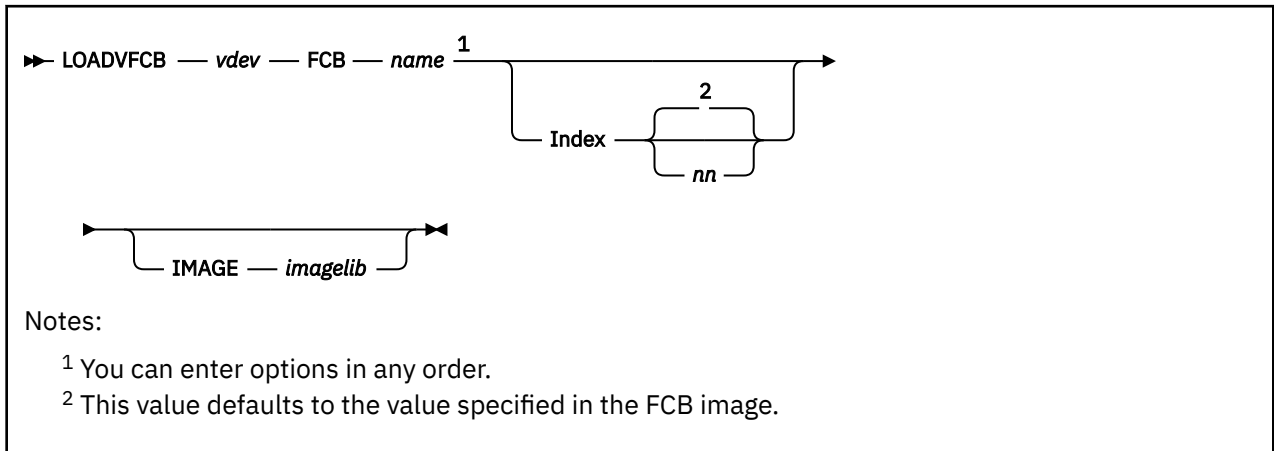 LOADVFCB vdev FCB name 1
2
Index
nn
IMAGE imagelib
Notes:
1 You can enter options in any order.
2 This value defaults to the value specified in the FCB image.